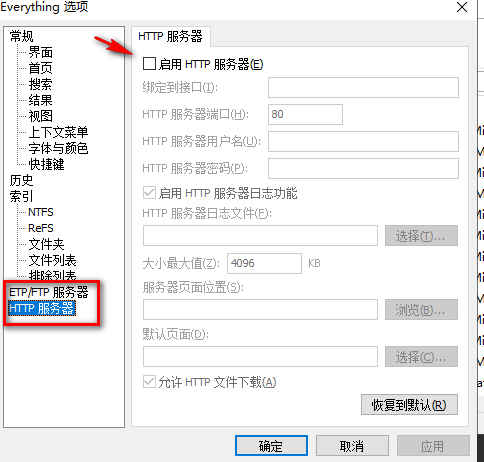 Everything 选项
常规
界面
首页
搜索
结果
视图
上下文菜单
字体与颜色
快捷键
历史
索引
NTFS
ReFS
文件夹
文件列表
排除列表
ETP/FTP 服务器
HTTP 服务器
HTTP 服务器
启用 HTTP 服务器(E)
绑定到接口(I):
HTTP 服务器端口(H): 80
HTTP 服务器用户名(U):
HTTP 服务器密码(P):
启用 HTTP 服务器日志功能
HTTP 服务器日志文件(F):
选择(T)...
大小最大值(Z): 4096 KB
服务器页面位置(S):
浏览(B)...
默认页面(D):
选择(C)...
允许 HTTP 文件下载(A)
恢复到默认(R)
确定 取消 应用